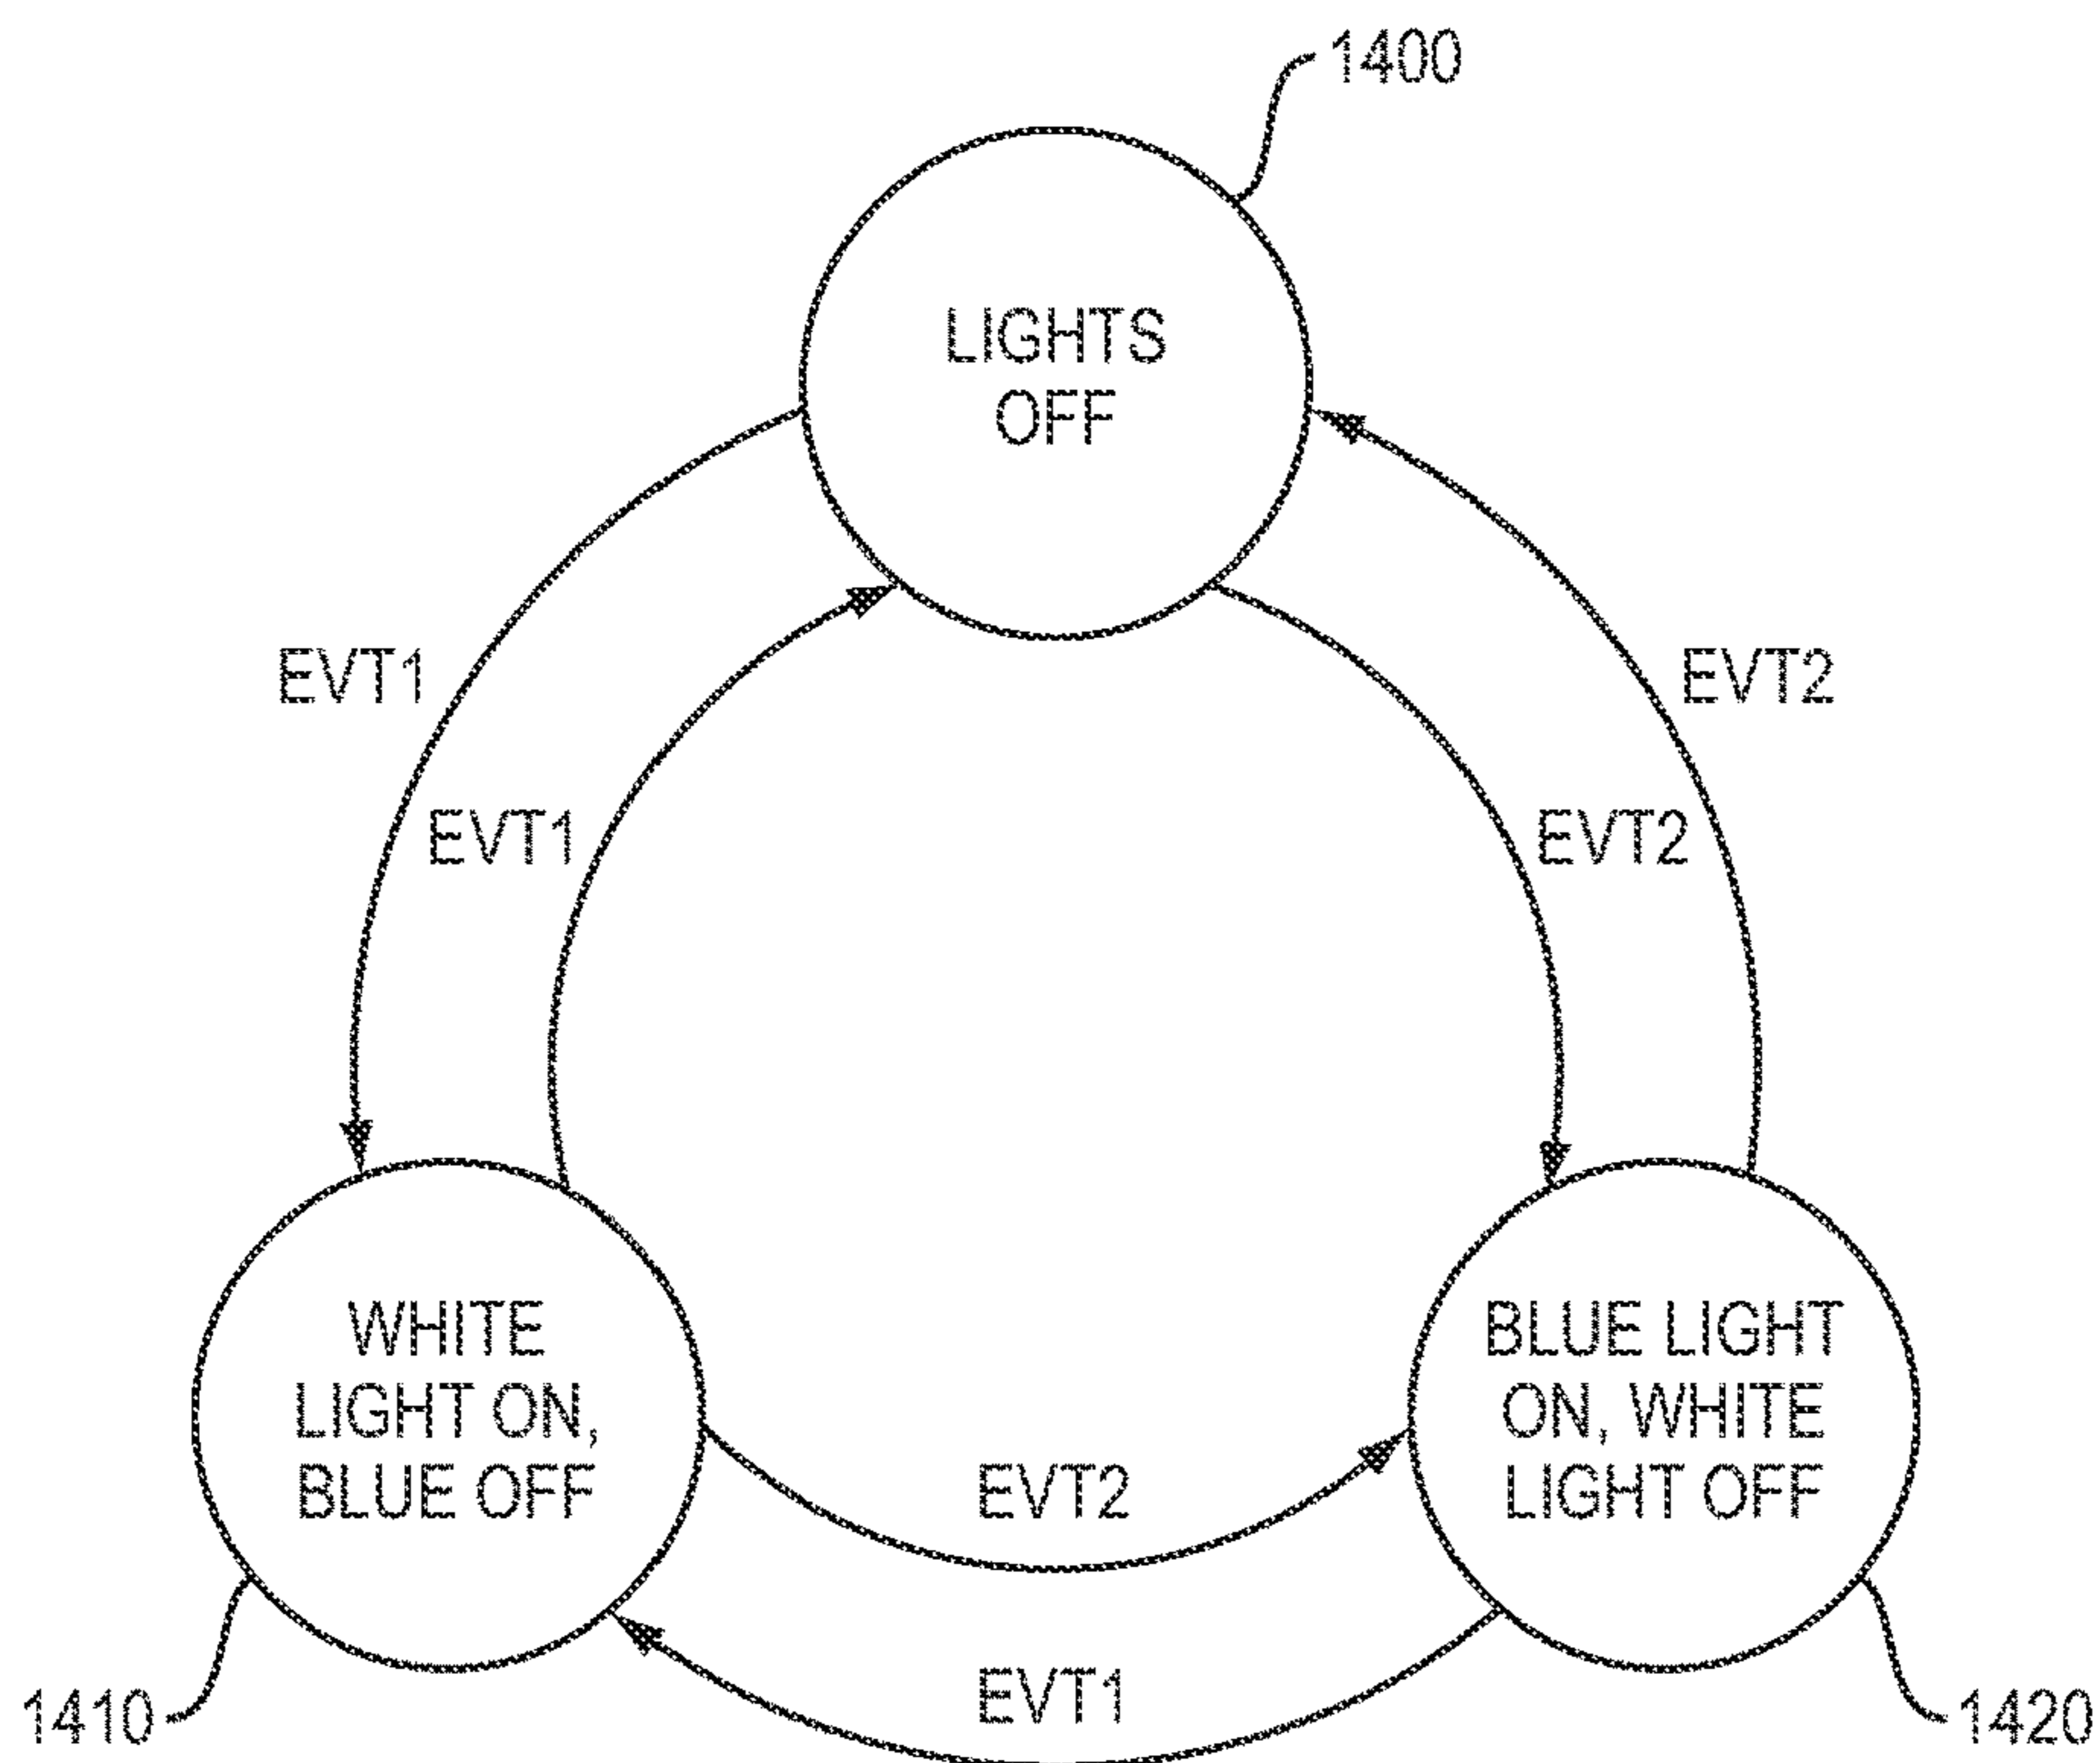 1400
LIGHTS
OFF
EVT1
EVT2
EVT1
EVT2
WHITE
LIGHT ON,
BLUE OFF
BLUE LIGHT
ON, WHITE
LIGHT OFF
EVT2
EVT1
1410
1420